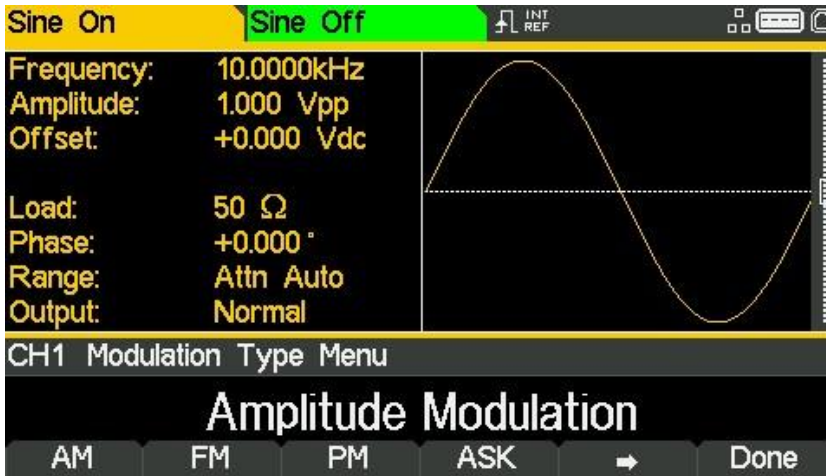 Sine On
Sine Off
INT
REF
Frequency: 10.0000kHz
Amplitude: 1.000 Vpp
Offset: +0.000 Vdc
Load: 50 Ω
Phase: +0.000°
Range: Attn Auto
Output: Normal
CH1 Modulation Type Menu
Amplitude Modulation
AM FM PM ASK ➡ Done